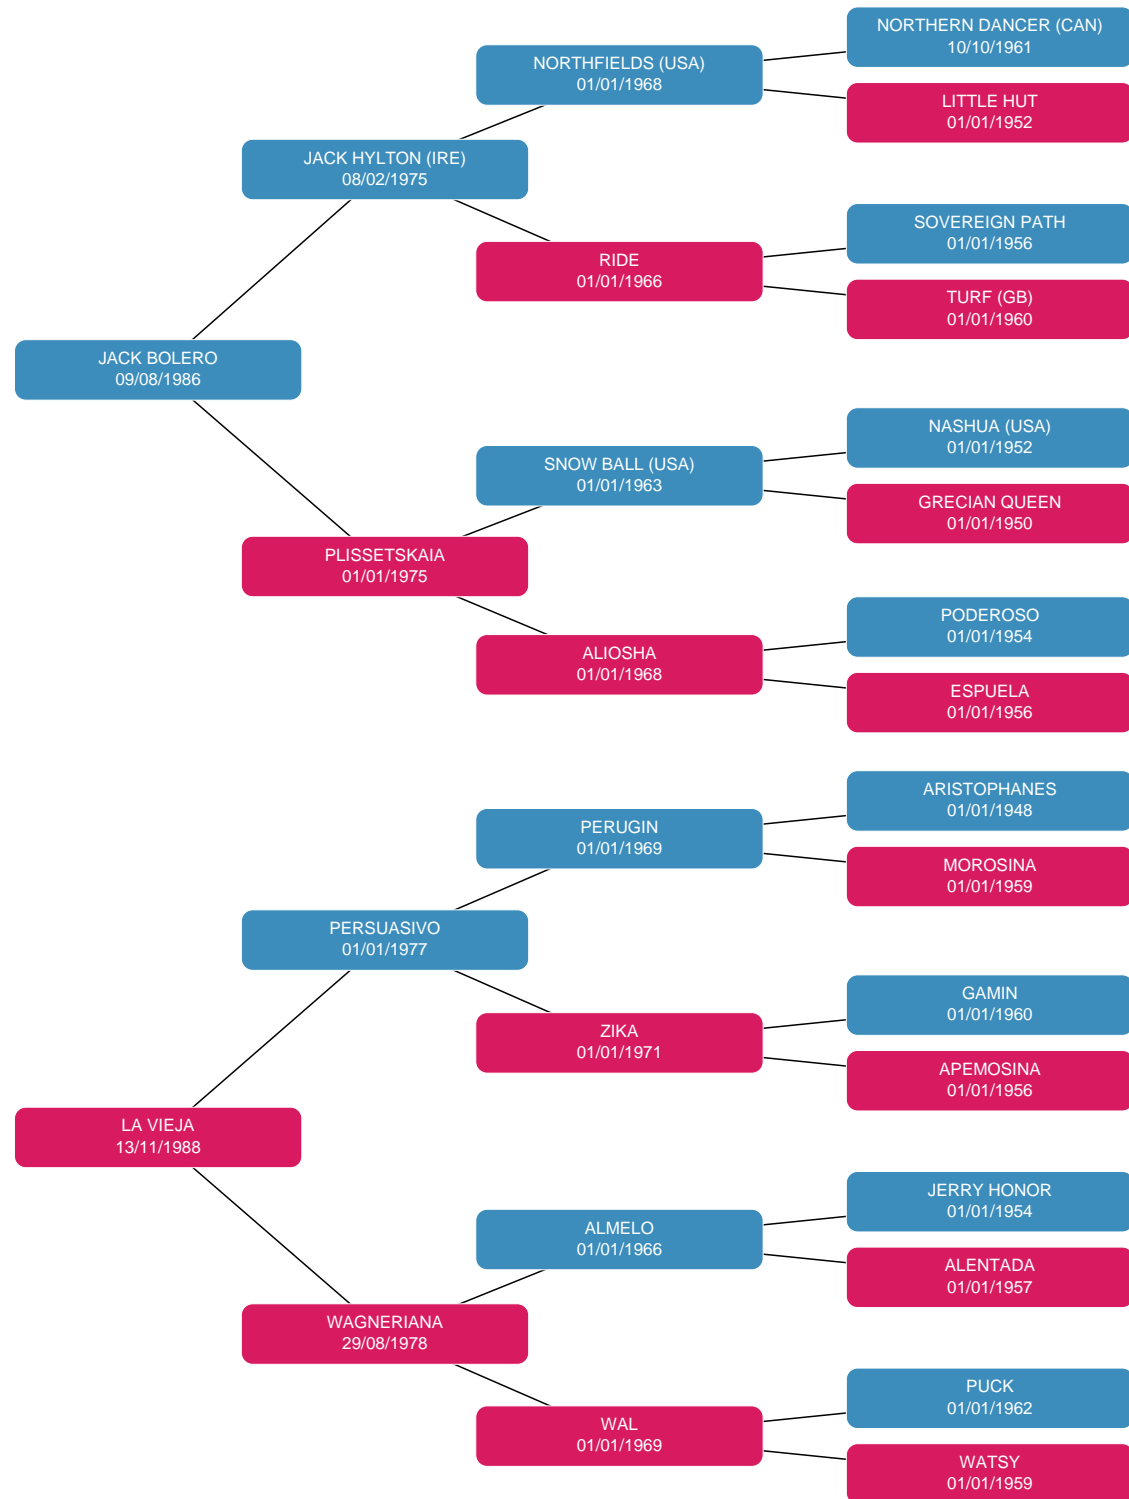 NORTHERN DANCER (CAN)
10/10/1961
NORTHFIELDS (USA)
01/01/1968
LITTLE HUT
01/01/1952
JACK HYLTON (IRE)
08/02/1975
SOVEREIGN PATH
01/01/1956
RIDE
01/01/1966
TURF (GB)
01/01/1960
JACK BOLERO
09/08/1986
NASHUA (USA)
01/01/1952
SNOW BALL (USA)
01/01/1963
GRECIAN QUEEN
01/01/1950
PLISSETSKAIA
01/01/1975
PODEROSO
01/01/1954
ALIOSHA
01/01/1968
ESPUELA
01/01/1956
ARISTOPHANES
01/01/1948
PERUGIN
01/01/1969
MOROSINA
01/01/1959
PERSUASIVO
01/01/1977
GAMIN
01/01/1960
ZIKA
01/01/1971
APEMOSINA
01/01/1956
LA VIEJA
13/11/1988
JERRY HONOR
01/01/1954
ALMELO
01/01/1966
ALENTADA
01/01/1957
WAGNERIANA
29/08/1978
PUCK
01/01/1962
WAL
01/01/1969
WATSY
01/01/1959